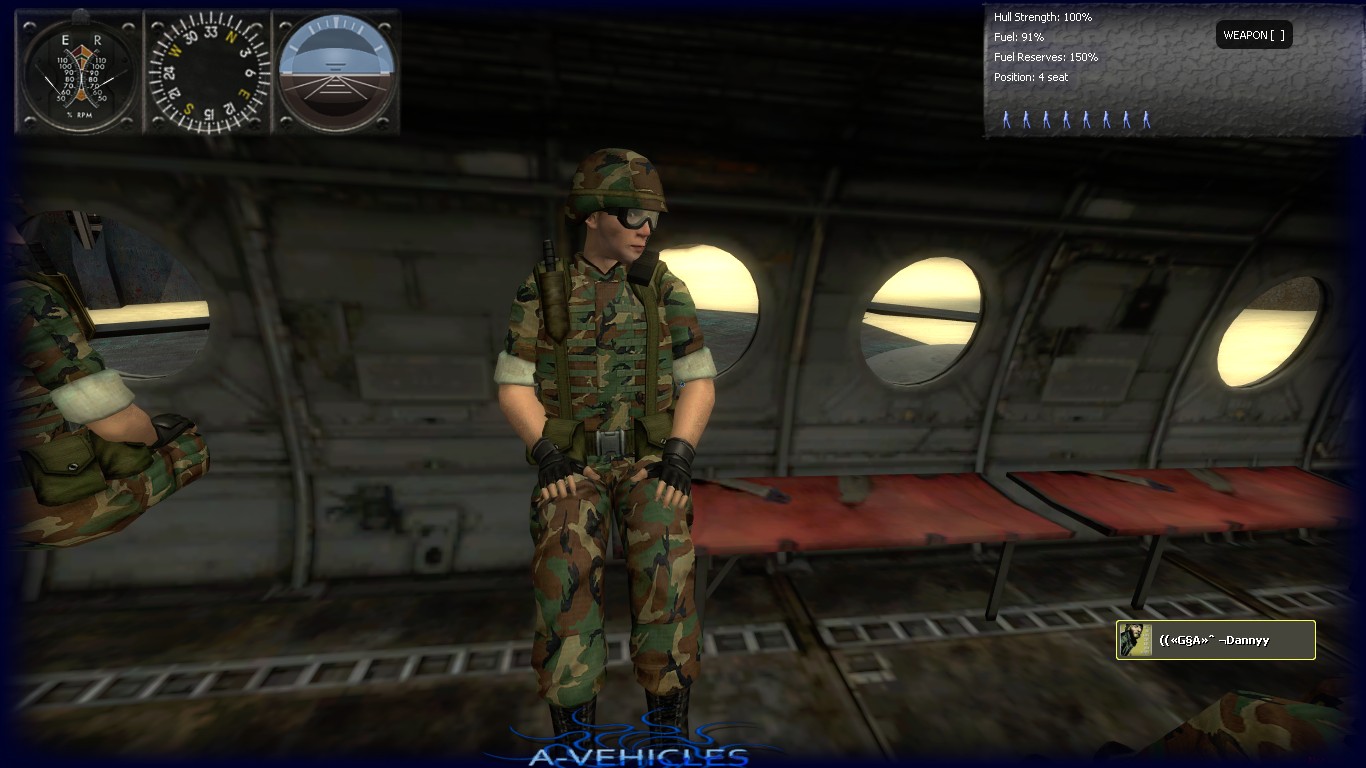 E R
110 110
100 100
90 90
80 80
70 70
60 60
50 50
% RPM
N 3 6 E 12 15 S 21 24 W 30 33
Hull Strength: 100%
Fuel: 91%
Fuel Reserves: 150%
Position: 4 seat
WEAPON [ ]
((«G§A»ˆ ¬Dannyy
A-VEHICLES